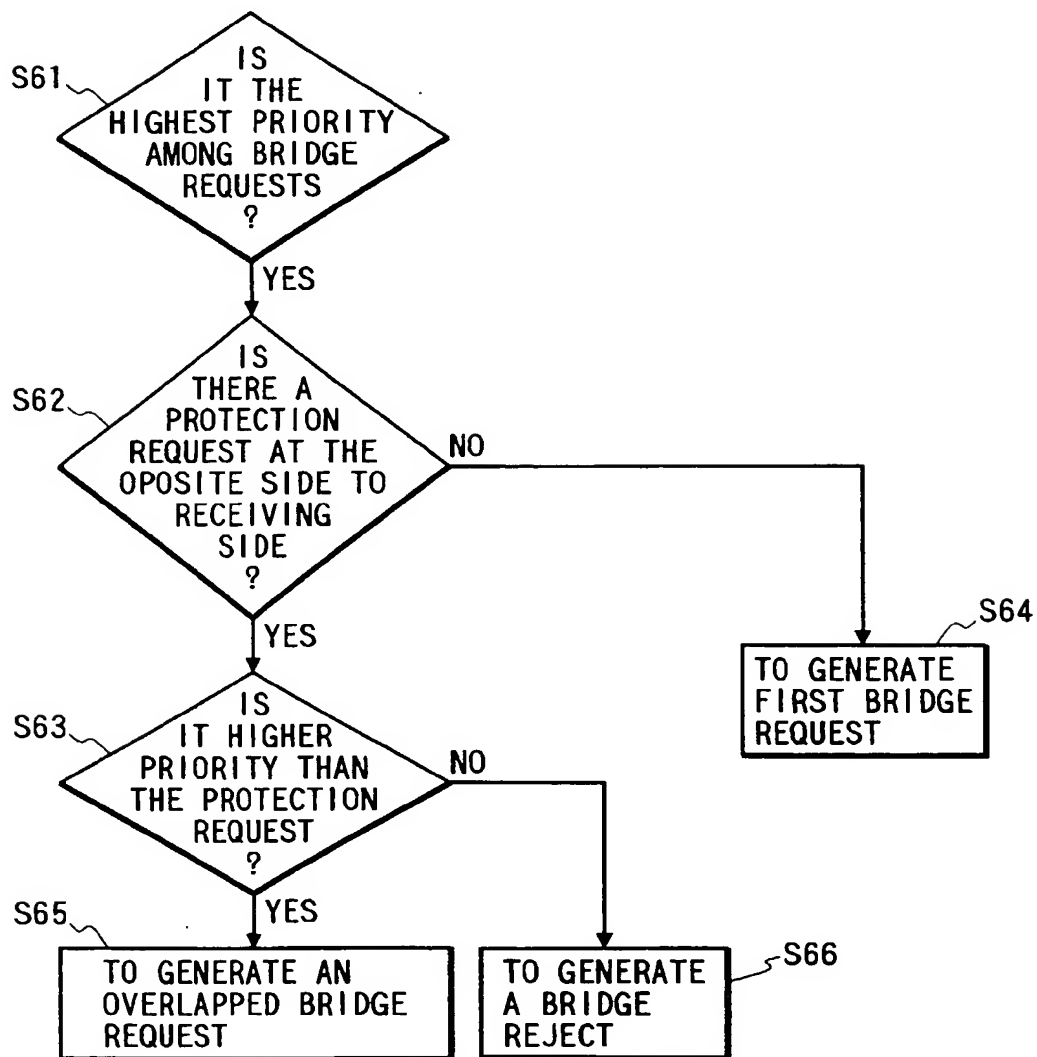 S61
IS
IT THE
HIGHEST PRIORITY
AMONG BRIDGE
REQUESTS
?
YES
S62
IS
THERE A
PROTECTION
REQUEST AT THE
OPOSITE SIDE TO
RECEIVING
SIDE
?
NO
YES
S64
TO GENERATE
FIRST BRIDGE
REQUEST
S63
IS
IT HIGHER
PRIORITY THAN
THE PROTECTION
REQUEST
?
NO
YES
S65
TO GENERATE AN
OVERLAPPED BRIDGE
REQUEST
S66
TO GENERATE
A BRIDGE
REJECT